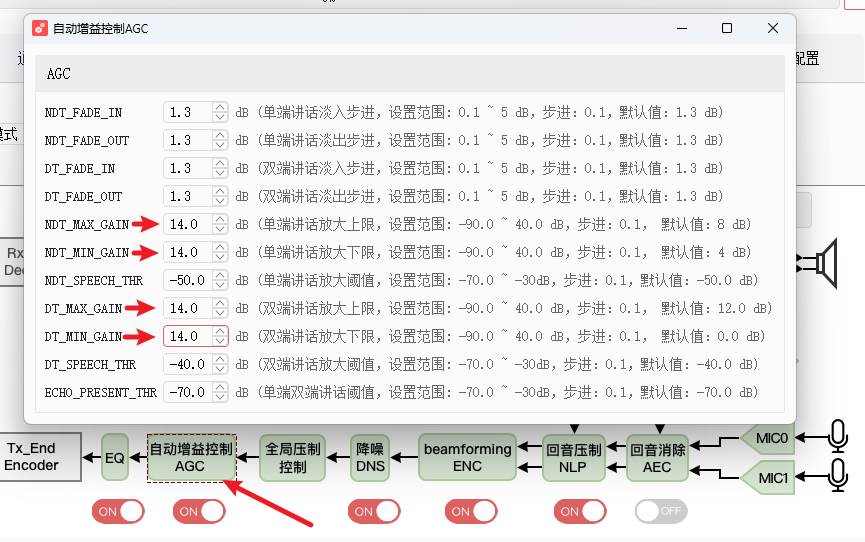 自动增益控制AGC
配置
AGC
NDT_FADE_IN 1.3 dB (单端讲话淡入步进，设置范围：0.1 ~ 5 dB，步进：0.1，默认值：1.3 dB)
NDT_FADE_OUT 1.3 dB (单端讲话淡出步进，设置范围：0.1 ~ 5 dB，步进：0.1，默认值：1.3 dB)
模式
DT_FADE_IN 1.3 dB (双端讲话淡入步进，设置范围：0.1 ~ 5 dB，步进：0.1，默认值：1.3 dB)
DT_FADE_OUT 1.3 dB (双端讲话淡出步进，设置范围：0.1 ~ 5 dB，步进：0.1，默认值：1.3 dB)
NDT_MAX_GAIN 14.0 dB (单端讲话放大上限，设置范围：-90.0 ~ 40.0 dB，步进：0.1， 默认值：8 dB)
NDT_MIN_GAIN 14.0 dB (单端讲话放大下限，设置范围：-90.0 ~ 40.0 dB，步进：0.1， 默认值：4 dB)
Rx
Dec
NDT_SPEECH_THR -50.0 dB (单端讲话放大阈值，设置范围：-70.0 ~ -30dB，步进：0.1，默认值：-50.0 dB)
DT_MAX_GAIN 14.0 dB (双端讲话放大上限，设置范围：-90.0 ~ 40.0 dB，步进：0.1， 默认值：12.0 dB)
DT_MIN_GAIN 14.0 dB (双端讲话放大下限，设置范围：-90.0 ~ 40.0 dB，步进：0.1， 默认值：0.0 dB)
DT_SPEECH_THR -40.0 dB (双端讲话放大阈值，设置范围：-70.0 ~ -30dB，步进：0.1，默认值：-40.0 dB)
ECHO_PRESENT_THR -70.0 dB (单端双端讲话阈值，设置范围：-70.0 ~ -30dB，步进：0.1，默认值：-70.0 dB)
Tx_End
Encoder
EQ
自动增益控制
AGC
全局压制
控制
降噪
DNS
beamforming
ENC
回音压制
NLP
回音消除
AEC
MIC0
MIC1
ON
ON
ON
ON
ON
OFF